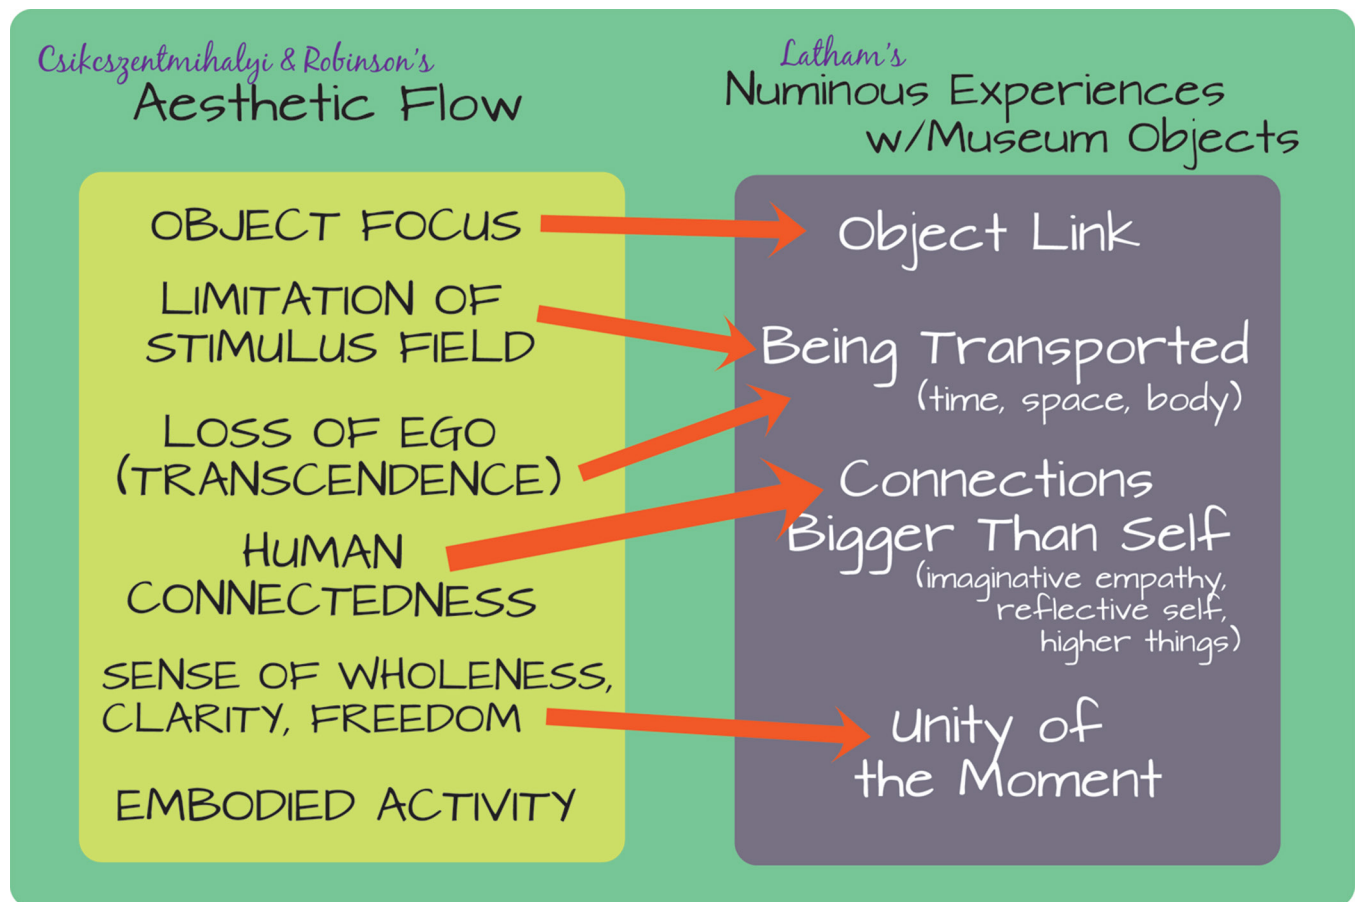 Csikcszentmihalyi & Robinson's
Aesthetic Flow
OBJECT FOCUS
LIMITATION OF
STIMULUS FIELD
LOSS OF EGO
(TRANSCENDENCE)
HUMAN
CONNECTEDNESS
SENSE OF WHOLENESS,
CLARITY, FREEDOM
EMBODIED ACTIVITY
Latham's
Numinous Experiences
w/Museum Objects
Object Link
Being Transported
(time, space, body)
Connections
Bigger Than Self
(imaginative empathy,
reflective self,
higher things)
Unity of
the Moment